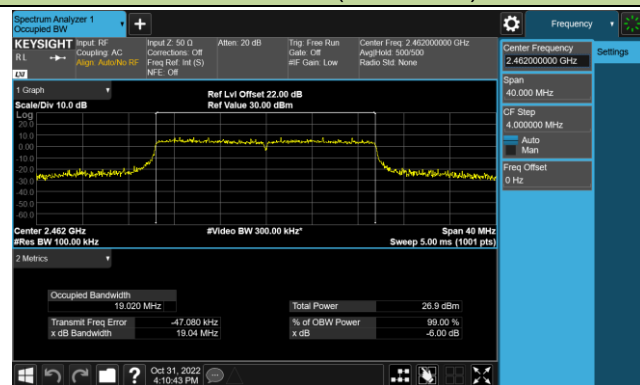 Spectrum Analyzer 1
Occupied BW
Frequency
KEYSIGHT
RL
Input: RF
Coupling: AC
Align: Auto/No RF
Input Z: 50 Ω
Corrections: Off
Freq Ref: Int (S)
NFE: Off
Atten: 20 dB
Trig: Free Run
Gate: Off
#IF Gain: Low
Center Freq: 2.462000000 GHz
Avg|Hold: 500/500
Radio Std: None
LXI
1 Graph
Scale/Div 10.0 dB
Ref Lvl Offset 22.00 dB
Ref Value 30.00 dBm
Log
20.0
10.0
0.00
-10.0
-20.0
-30.0
-40.0
-50.0
-60.0
Center 2.462 GHz
#Res BW 100.00 kHz
#Video BW 300.00 kHz*
Span 40 MHz
Sweep 5.00 ms (1001 pts)
2 Metrics
Occupied Bandwidth
19.020 MHz
Total Power 26.9 dBm
Transmit Freq Error -47.080 kHz
% of OBW Power 99.00 %
x dB Bandwidth 19.04 MHz
x dB -6.00 dB
Oct 31, 2022
4:10:43 PM
Center Frequency
2.462000000 GHz
Settings
Span
40.000 MHz
CF Step
4.000000 MHz
Auto
Man
Freq Offset
0 Hz